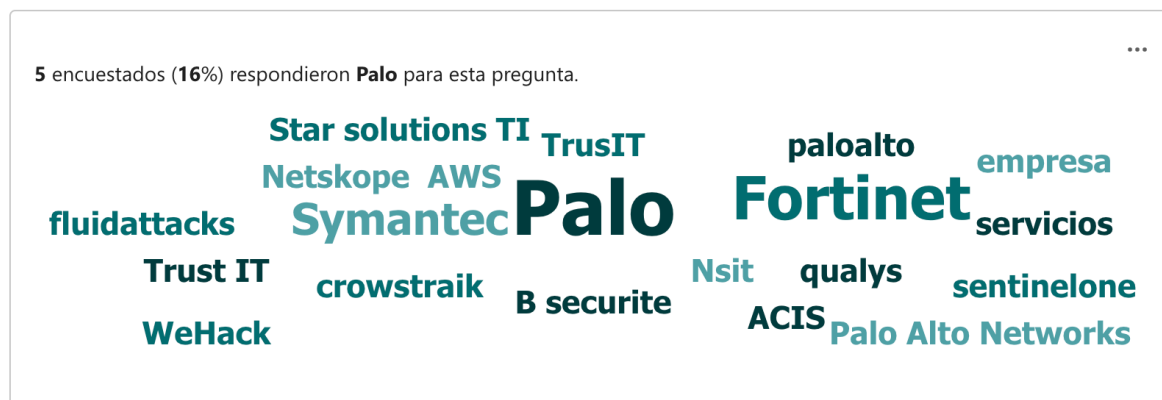 ...
5 encuestados (16%) respondieron Palo para esta pregunta.
Star solutions TI
TrusIT
paloalto
empresa
Netskope
AWS
Palo
Fortinet
fluidattacks
Symantec
servicios
Trust IT
crowstraik
B securite
Nsit
qualys
sentinelone
WeHack
ACIS
Palo Alto Networks